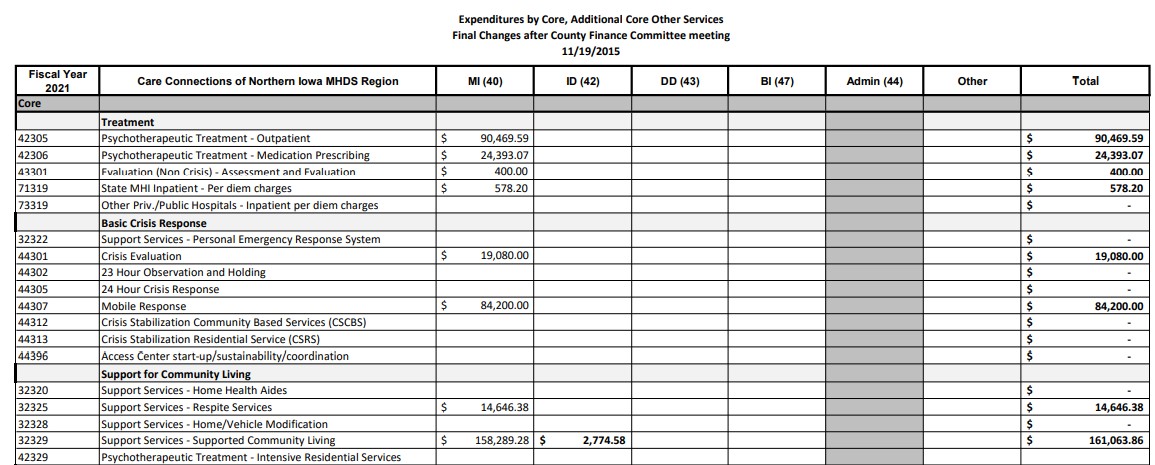 Expenditures by Core, Additional Core Other Services
Final Changes after County Finance Committee meeting
11/19/2015
Fiscal Year 2021 Care Connections of Northern Iowa MHDS Region MI (40) ID (42) DD (43) BI (47) Admin (44) Other Total
Core
Treatment
42305 Psychotherapeutic Treatment - Outpatient $ 90,469.59 $ 90,469.59
42306 Psychotherapeutic Treatment - Medication Prescribing $ 24,393.07 $ 24,393.07
43301 Evaluation (Non Crisis) - Assessment and Evaluation $ 400.00 $ 400.00
71319 State MHI Inpatient - Per diem charges $ 578.20 $ 578.20
73319 Other Priv./Public Hospitals - Inpatient per diem charges $ -
Basic Crisis Response
32322 Support Services - Personal Emergency Response System $ -
44301 Crisis Evaluation $ 19,080.00 $ 19,080.00
44302 23 Hour Observation and Holding $ -
44305 24 Hour Crisis Response $ -
44307 Mobile Response $ 84,200.00 $ 84,200.00
44312 Crisis Stabilization Community Based Services (CSCBS) $ -
44313 Crisis Stabilization Residential Service (CSRS) $ -
44396 Access Center start-up/sustainability/coordination $ -
Support for Community Living
32320 Support Services - Home Health Aides $ -
32325 Support Services - Respite Services $ 14,646.38 $ 14,646.38
32328 Support Services - Home/Vehicle Modification $ -
32329 Support Services - Supported Community Living $ 158,289.28 $ 2,774.58 $ 161,063.86
42329 Psychotherapeutic Treatment - Intensive Residential Services